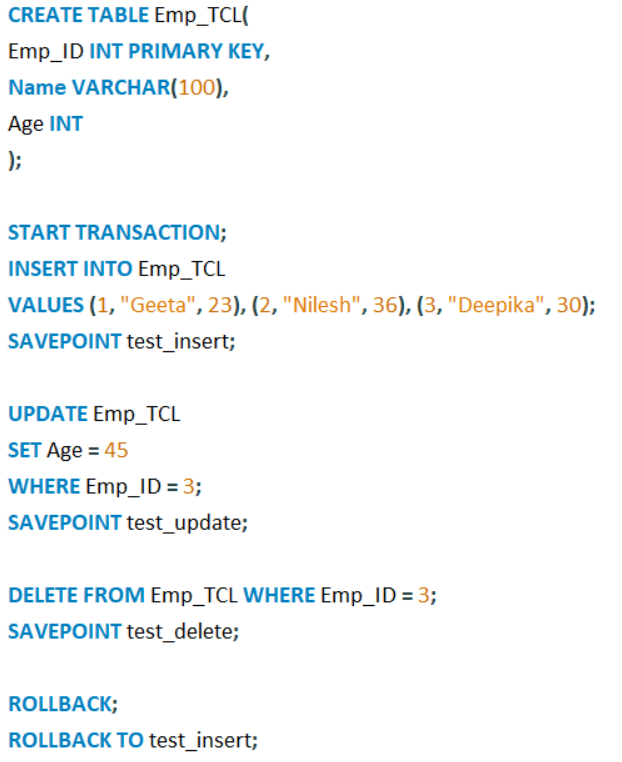 CREATE TABLE Emp_TCL(
Emp_ID INT PRIMARY KEY,
Name VARCHAR(100),
Age INT
);
START TRANSACTION;
INSERT INTO Emp_TCL
VALUES (1, "Geeta", 23), (2, "Nilesh", 36), (3, "Deepika", 30);
SAVEPOINT test_insert;
UPDATE Emp_TCL
SET Age = 45
WHERE Emp_ID = 3;
SAVEPOINT test_update;
DELETE FROM Emp_TCL WHERE Emp_ID = 3;
SAVEPOINT test_delete;
ROLLBACK;
ROLLBACK TO test_insert;